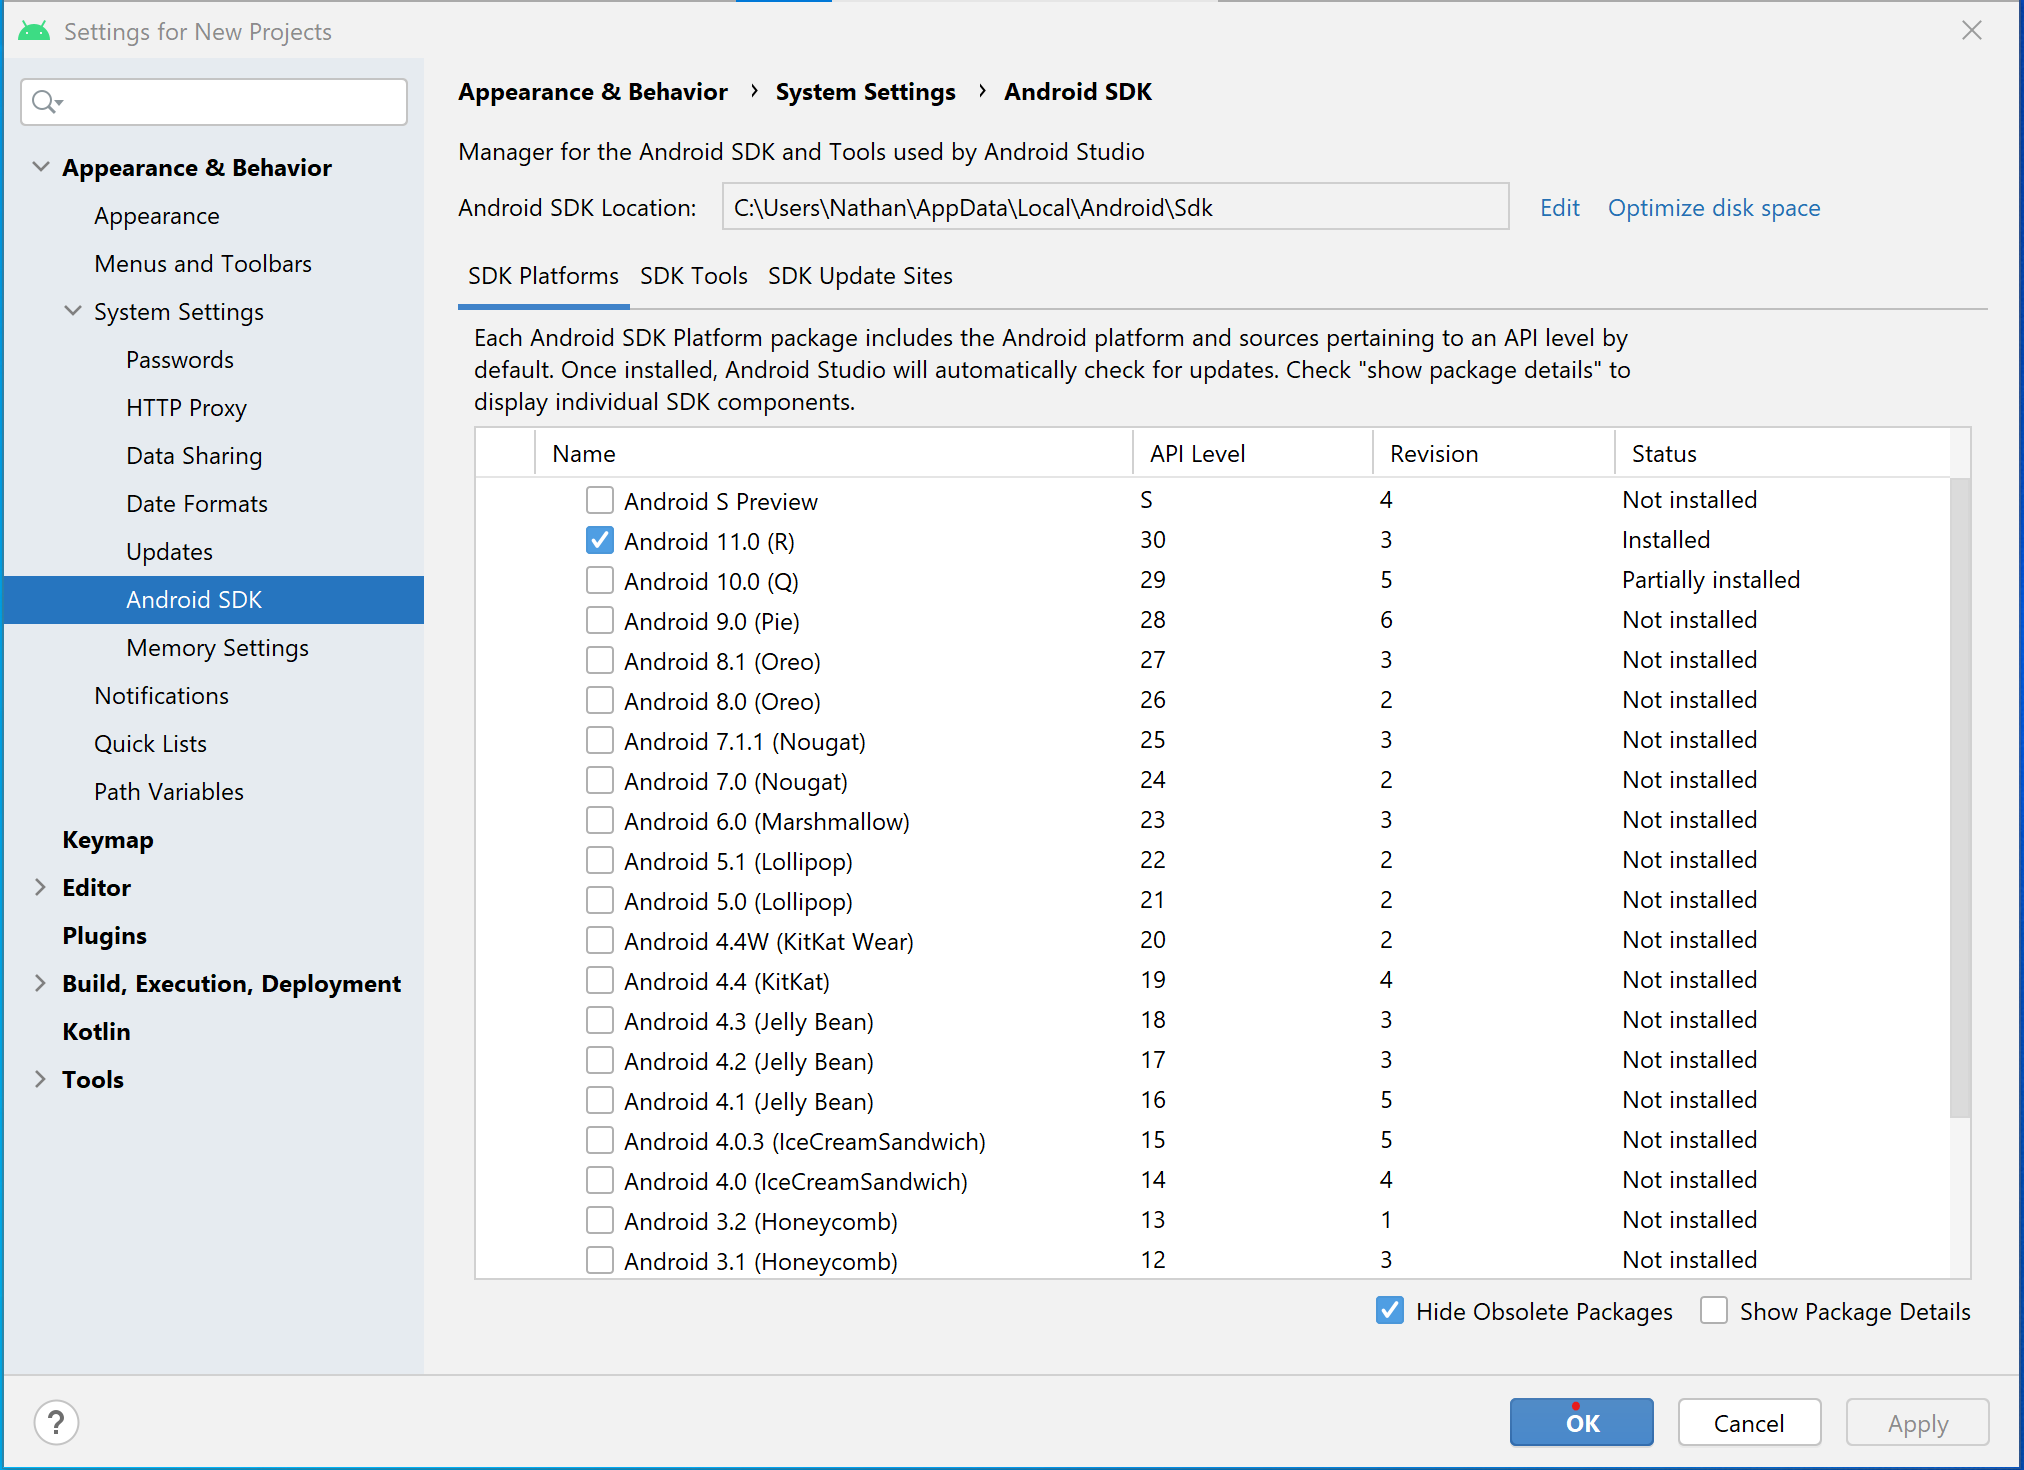 Settings for New Projects
Appearance & Behavior
Appearance
Menus and Toolbars
System Settings
Passwords
HTTP Proxy
Data Sharing
Date Formats
Updates
Android SDK
Memory Settings
Notifications
Quick Lists
Path Variables
Keymap
Editor
Plugins
Build, Execution, Deployment
Kotlin
Tools
Appearance & Behavior › System Settings › Android SDK
Manager for the Android SDK and Tools used by Android Studio
Android SDK Location: C:\Users\Nathan\AppData\Local\Android\Sdk Edit Optimize disk space
SDK Platforms SDK Tools SDK Update Sites
Each Android SDK Platform package includes the Android platform and sources pertaining to an API level by
default. Once installed, Android Studio will automatically check for updates. Check "show package details" to
display individual SDK components.
Name API Level Revision Status
Android S Preview S 4 Not installed
Android 11.0 (R) 30 3 Installed
Android 10.0 (Q) 29 5 Partially installed
Android 9.0 (Pie) 28 6 Not installed
Android 8.1 (Oreo) 27 3 Not installed
Android 8.0 (Oreo) 26 2 Not installed
Android 7.1.1 (Nougat) 25 3 Not installed
Android 7.0 (Nougat) 24 2 Not installed
Android 6.0 (Marshmallow) 23 3 Not installed
Android 5.1 (Lollipop) 22 2 Not installed
Android 5.0 (Lollipop) 21 2 Not installed
Android 4.4W (KitKat Wear) 20 2 Not installed
Android 4.4 (KitKat) 19 4 Not installed
Android 4.3 (Jelly Bean) 18 3 Not installed
Android 4.2 (Jelly Bean) 17 3 Not installed
Android 4.1 (Jelly Bean) 16 5 Not installed
Android 4.0.3 (IceCreamSandwich) 15 5 Not installed
Android 4.0 (IceCreamSandwich) 14 4 Not installed
Android 3.2 (Honeycomb) 13 1 Not installed
Android 3.1 (Honeycomb) 12 3 Not installed
Hide Obsolete Packages Show Package Details
? OK Cancel Apply